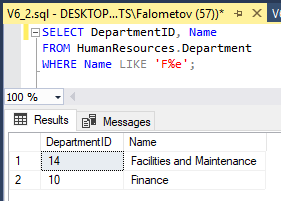 V6_2.sql - DESKTOP...TS\Falometov (57))*
SELECT DepartmentID, Name
FROM HumanResources.Department
WHERE Name LIKE 'F%e';
100 %
Results Messages
DepartmentID Name
1 14 Facilities and Maintenance
2 10 Finance